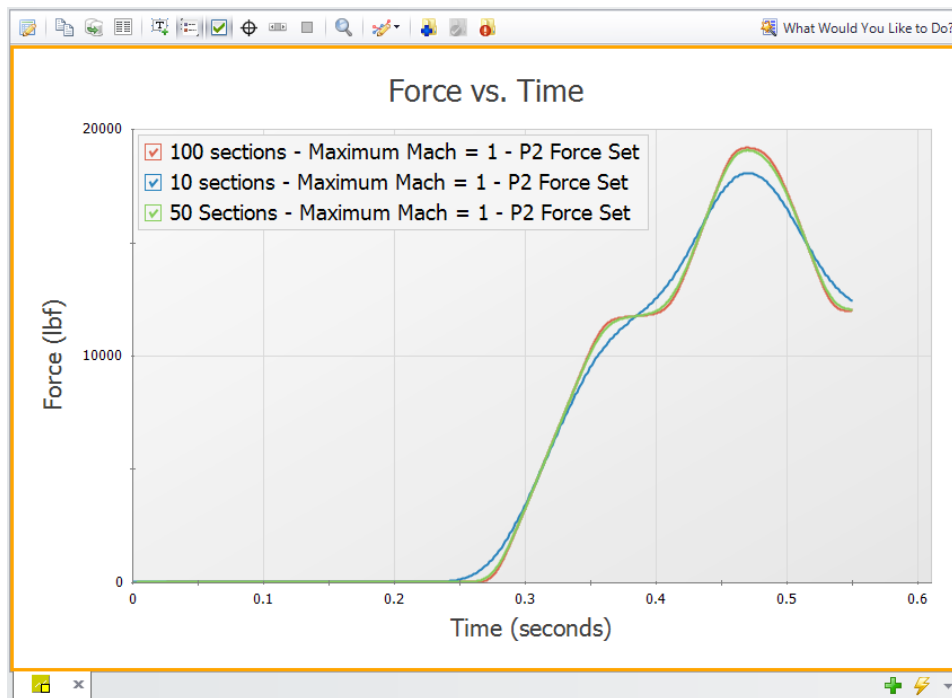 What Would You Like to Do?
Force vs. Time
20000
100 sections - Maximum Mach = 1 - P2 Force Set
10 sections - Maximum Mach = 1 - P2 Force Set
50 Sections - Maximum Mach = 1 - P2 Force Set
Force (lbf)
10000
0
0 0.1 0.2 0.3 0.4 0.5 0.6
Time (seconds)